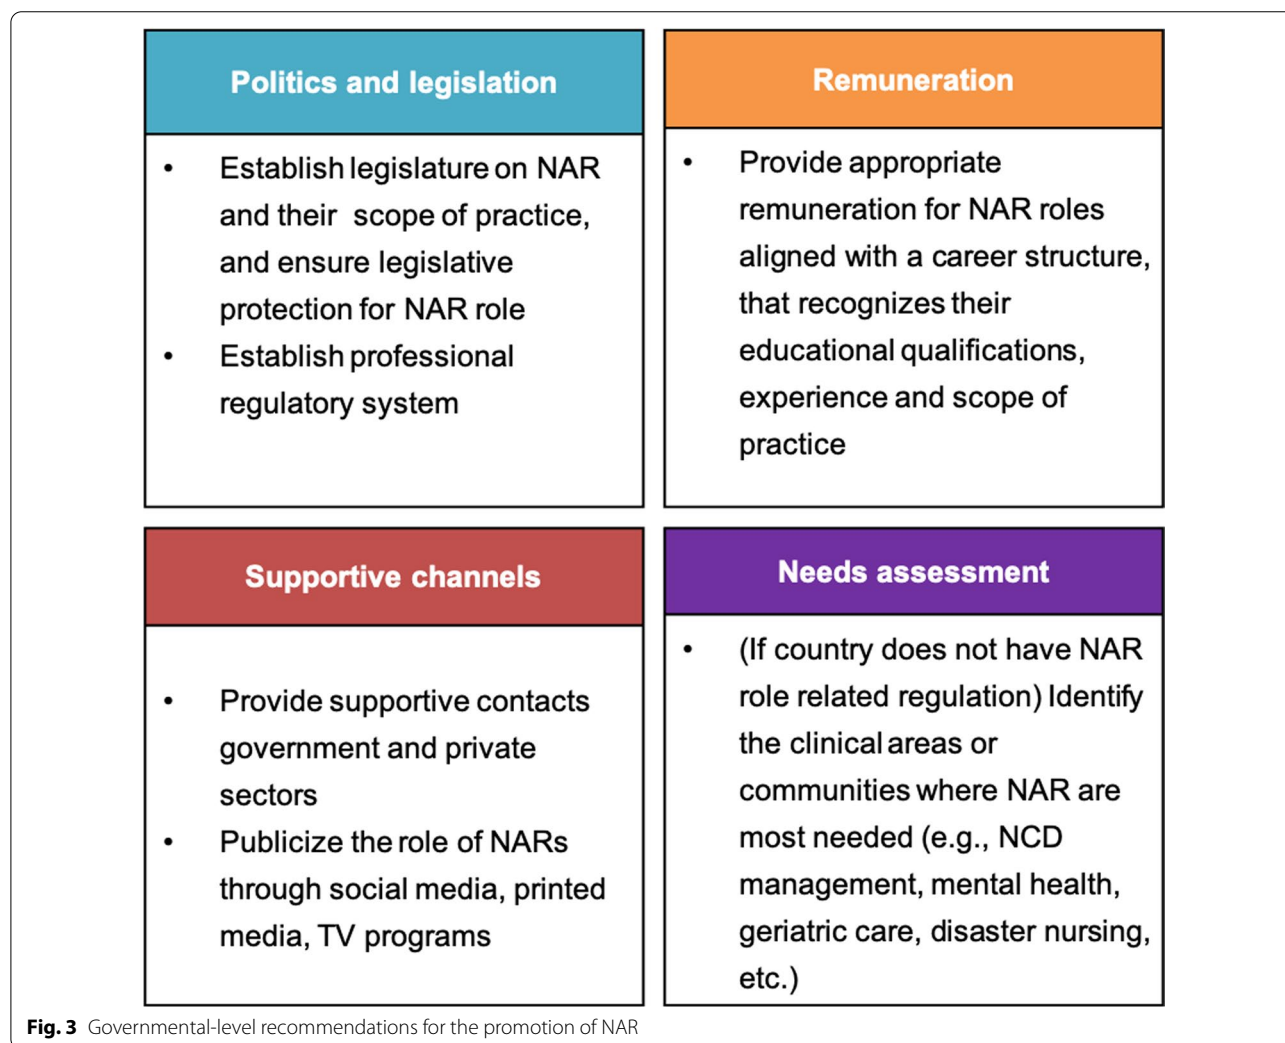 Politics and legislation
• Establish legislature on NAR
and their scope of practice,
and ensure legislative
protection for NAR role
• Establish professional
regulatory system
Remuneration
• Provide appropriate
remuneration for NAR roles
aligned with a career structure,
that recognizes their
educational qualifications,
experience and scope of
practice
Supportive channels
• Provide supportive contacts
government and private
sectors
• Publicize the role of NARs
through social media, printed
media, TV programs
Needs assessment
• (If country does not have NAR
role related regulation) Identify
the clinical areas or
communities where NAR are
most needed (e.g., NCD
management, mental health,
geriatric care, disaster nursing,
etc.)
Fig. 3 Governmental-level recommendations for the promotion of NAR